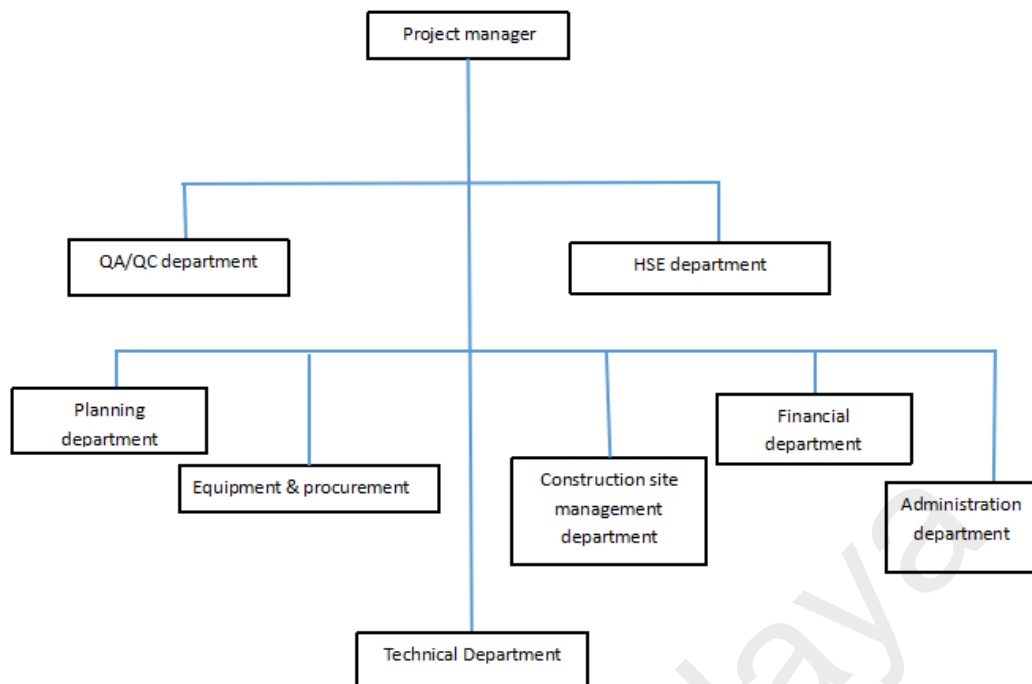 Project manager
QA/QC department
HSE department
Planning
department
Equipment & procurement
Construction site
management
department
Financial
department
Administration
department
Technical Department
laya